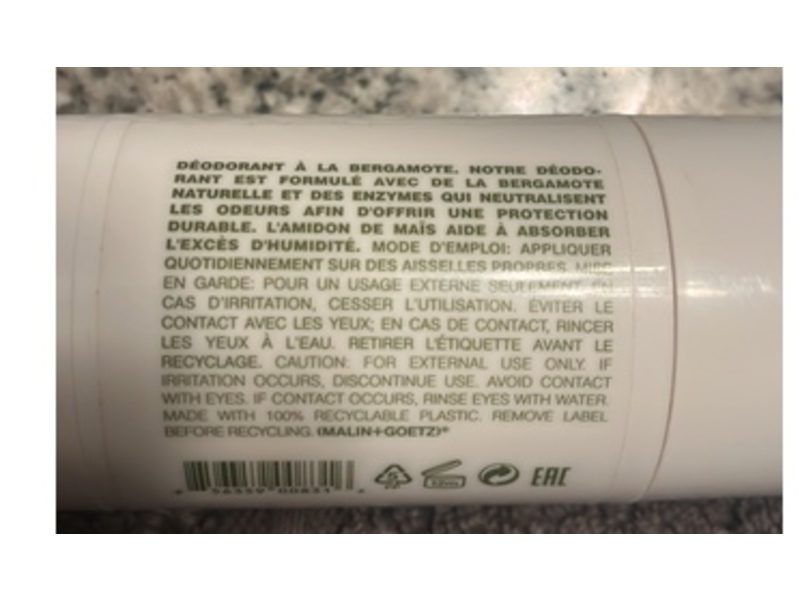 DÉODORANT À LA BERGAMOTE. NOTRE DÉODO-
RANT EST FORMULÉ AVEC DE LA BERGAMOTE
NATURELLE ET DES ENZYMES QUI NEUTRALISENT
LES ODEURS AFIN D'OFFRIR UNE PROTECTION
DURABLE. L'AMIDON DE MAÏS AIDE À ABSORBER
L'EXCÈS D'HUMIDITÉ. MODE D'EMPLOI: APPLIQUER
QUOTIDIENNEMENT SUR DES AISSELLES PROPRES. MISE
EN GARDE: POUR UN USAGE EXTERNE SEULEMENT. EN
CAS D'IRRITATION, CESSER L'UTILISATION. ÉVITER LE
CONTACT AVEC LES YEUX; EN CAS DE CONTACT, RINCER
LES YEUX À L'EAU. RETIRER L'ÉTIQUETTE AVANT LE
RECYCLAGE. CAUTION: FOR EXTERNAL USE ONLY. IF
IRRITATION OCCURS, DISCONTINUE USE. AVOID CONTACT
WITH EYES. IF CONTACT OCCURS, RINSE EYES WITH WATER.
MADE WITH 100% RECYCLABLE PLASTIC. REMOVE LABEL
BEFORE RECYCLING. (MALIN+GOETZ)®
5 EAC